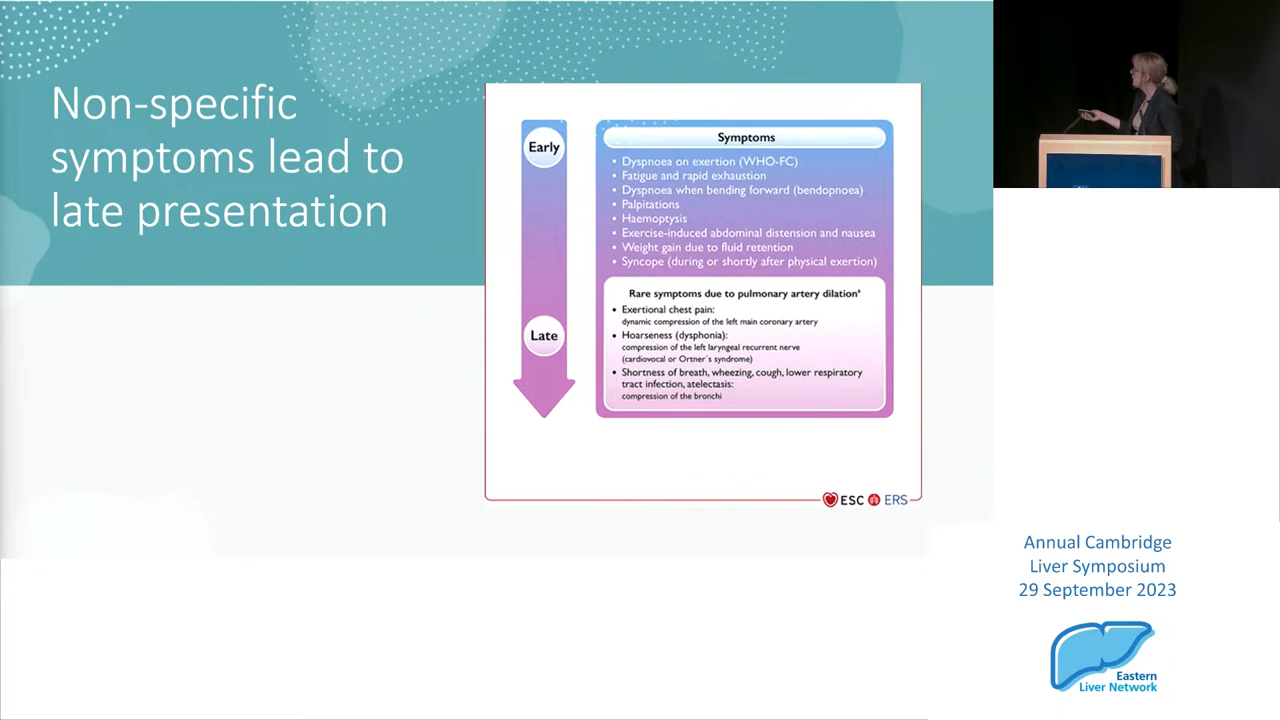 Non-specific
symptoms lead to
late presentation
Early
Late
Symptoms
• Dyspnoea on exertion (WHO-FC)
• Fatigue and rapid exhaustion
• Dyspnoea when bending forward (bendopnoea)
• Palpitations
• Haemoptysis
• Exercise-induced abdominal distension and nausea
• Weight gain due to fluid retention
• Syncope (during or shortly after physical exertion)
Rare symptoms due to pulmonary artery dilationᵃ
• Exertional chest pain:
dynamic compression of the left main coronary artery
• Hoarseness (dysphonia):
compression of the left laryngeal recurrent nerve
(cardiovocal or Ortner´s syndrome)
• Shortness of breath, wheezing, cough, lower respiratory
tract infection, atelectasis:
compression of the bronchi
ESC ERS
Annual Cambridge
Liver Symposium
29 September 2023
Eastern
Liver Network